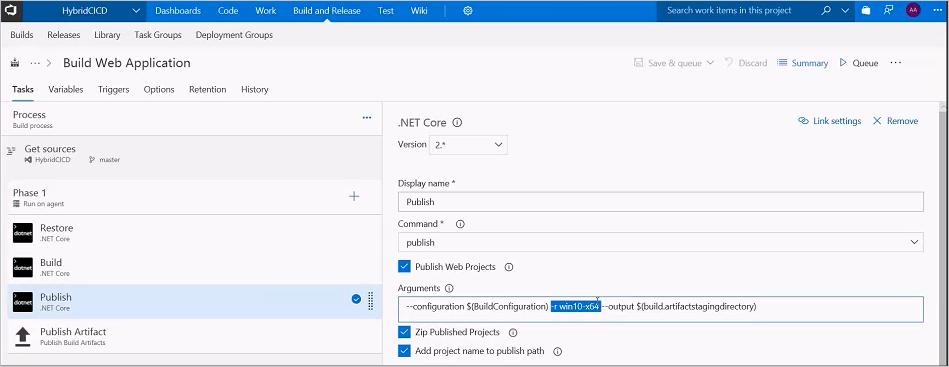 HybridCICD Dashboards Code Work Build and Release Test Wiki Search work items in this project AA
Builds Releases Library Task Groups Deployment Groups
... > Build Web Application Save & queue Discard Summary Queue ...
Tasks Variables Triggers Options Retention History
Process
Build process
Get sources
HybridCICD master
Phase 1
Run on agent
dotnet Restore
.NET Core
dotnet Build
.NET Core
dotnet Publish
.NET Core
Publish Artifact
Publish Build Artifacts
.NET Core Link settings Remove
Version 2.*
Display name *
Publish
Command *
publish
Publish Web Projects
Arguments
--configuration $(BuildConfiguration) -r win10-x64 --output $(build.artifactstagingdirectory)
Zip Published Projects
Add project name to publish path